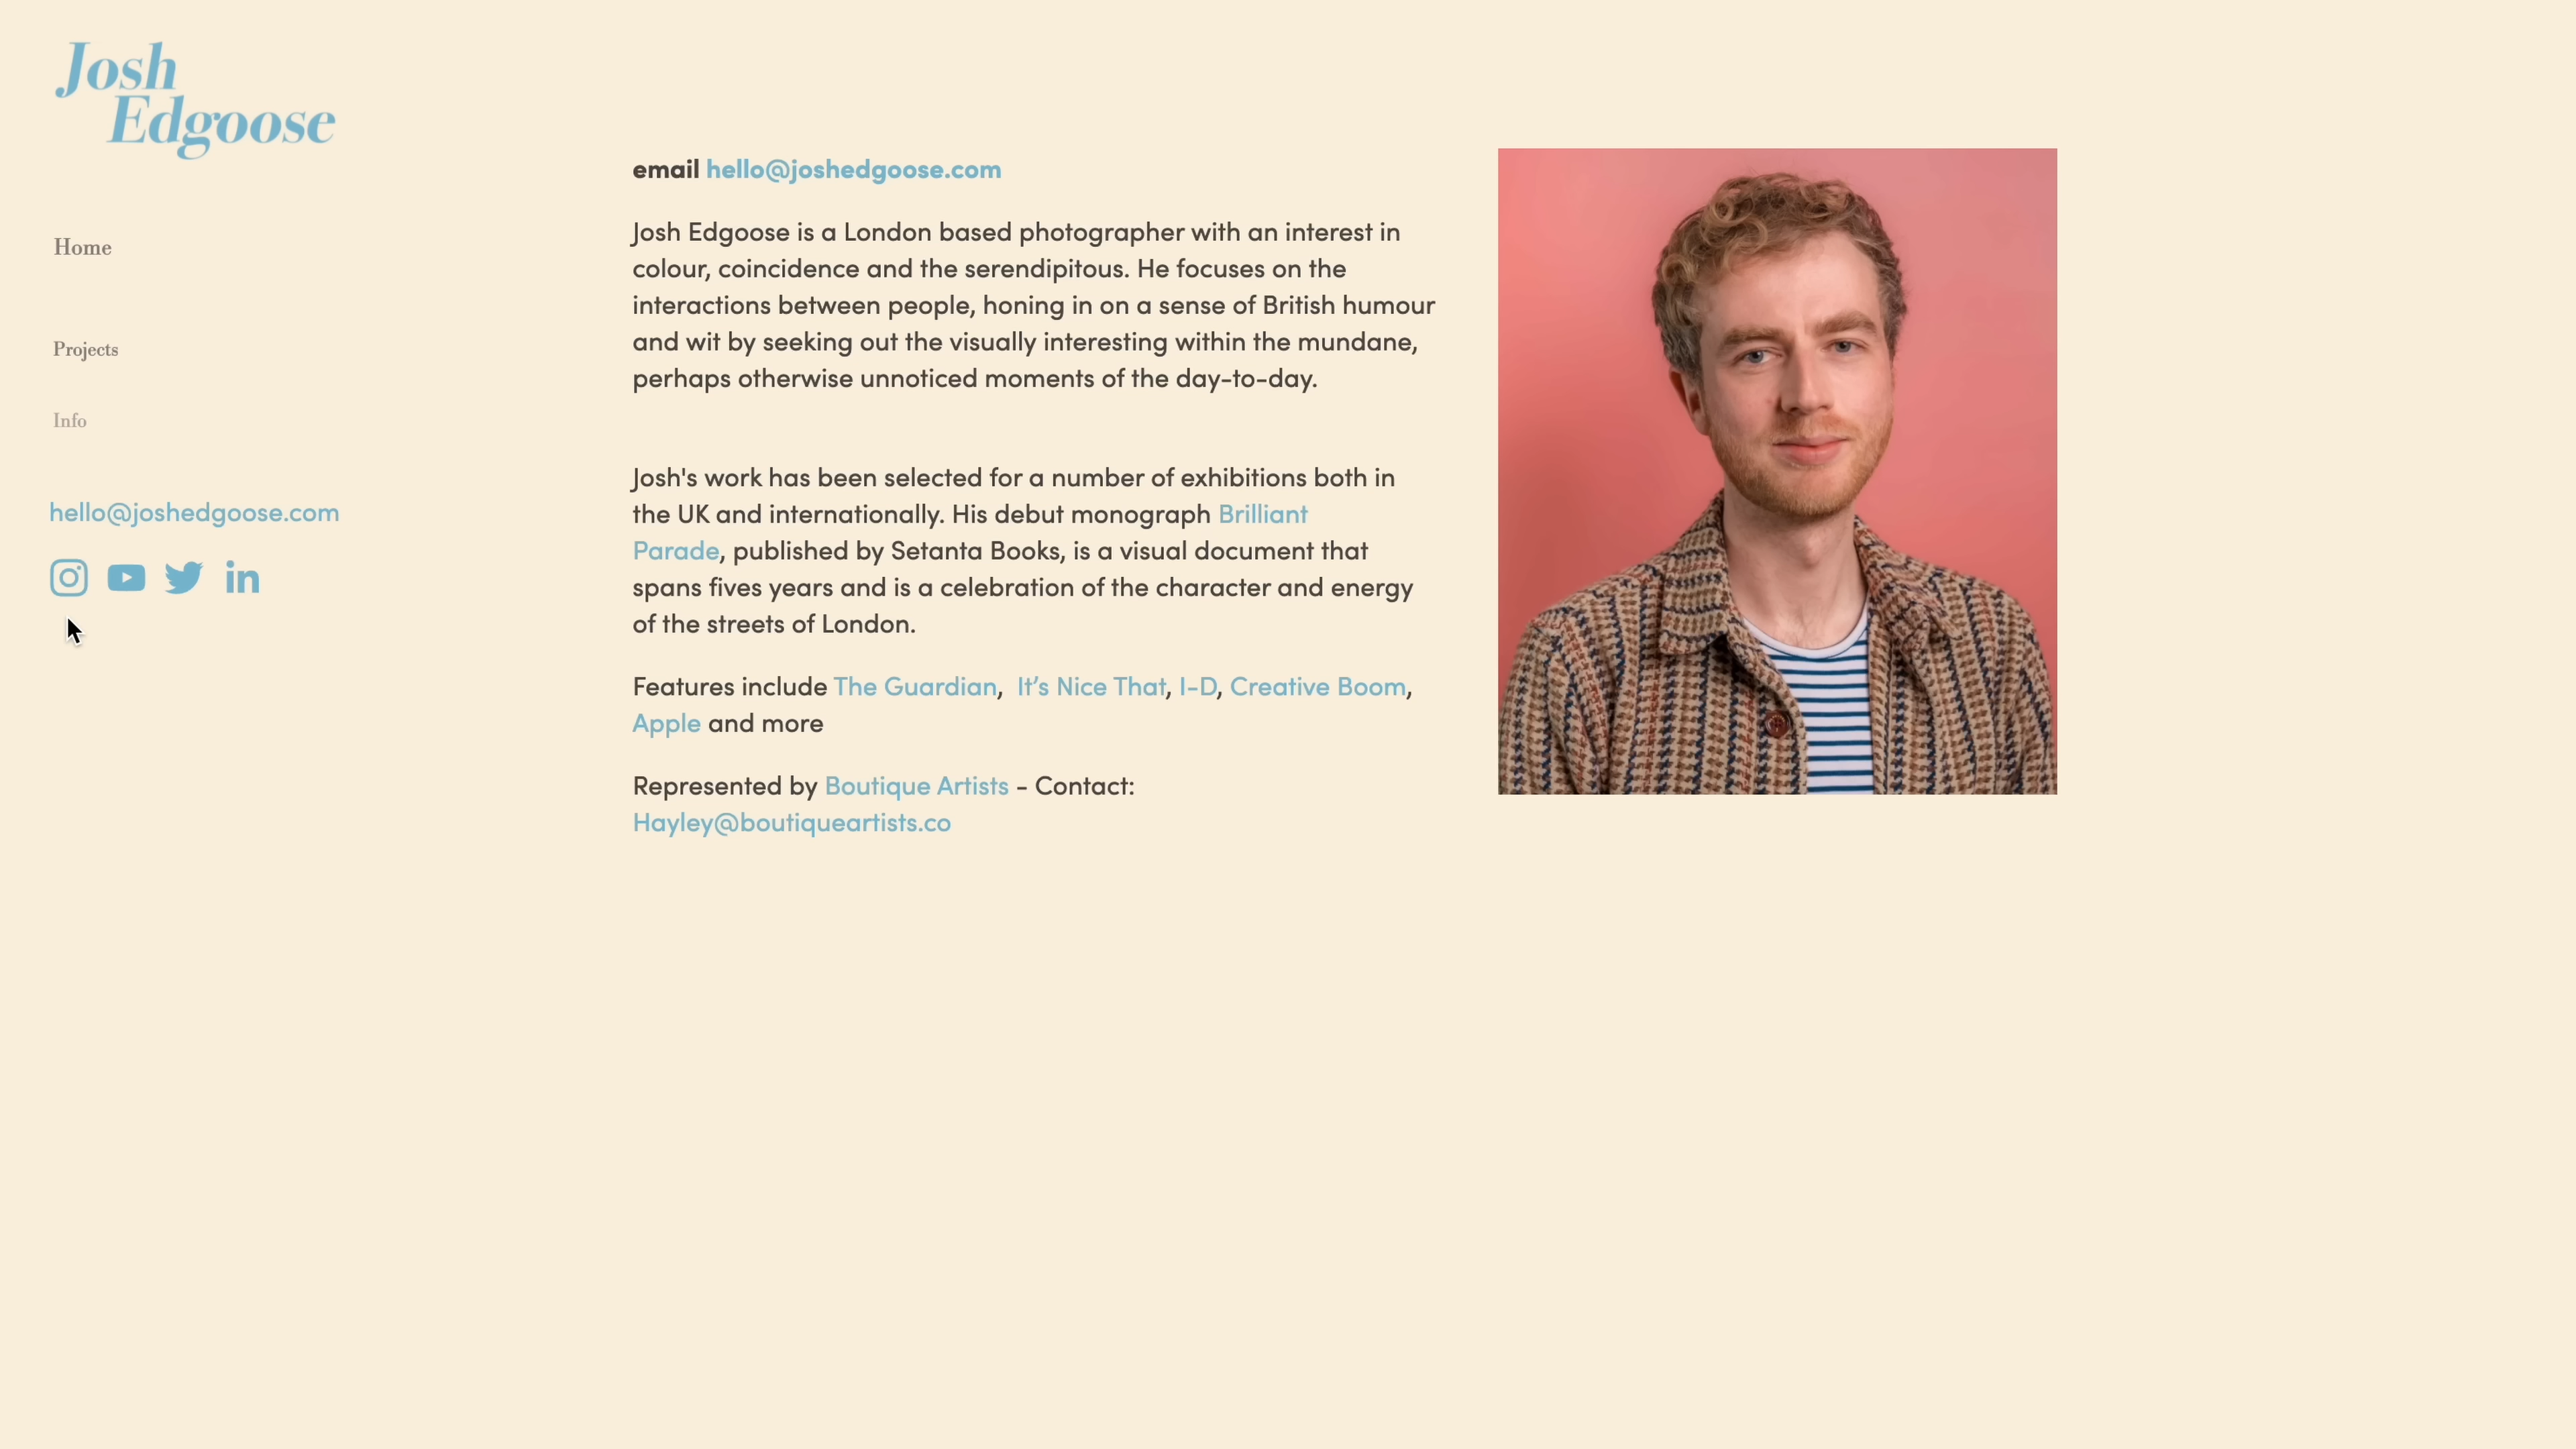 Josh
Edgoose
Home
Projects
Info
hello@joshedgoose.com
in
email hello@joshedgoose.com
Josh Edgoose is a London based photographer with an interest in
colour, coincidence and the serendipitous. He focuses on the
interactions between people, honing in on a sense of British humour
and wit by seeking out the visually interesting within the mundane,
perhaps otherwise unnoticed moments of the day-to-day.
Josh's work has been selected for a number of exhibitions both in
the UK and internationally. His debut monograph Brilliant
Parade, published by Setanta Books, is a visual document that
spans fives years and is a celebration of the character and energy
of the streets of London.
Features include The Guardian,  It’s Nice That, I-D, Creative Boom,
Apple and more
Represented by Boutique Artists - Contact:
Hayley@boutiqueartists.co